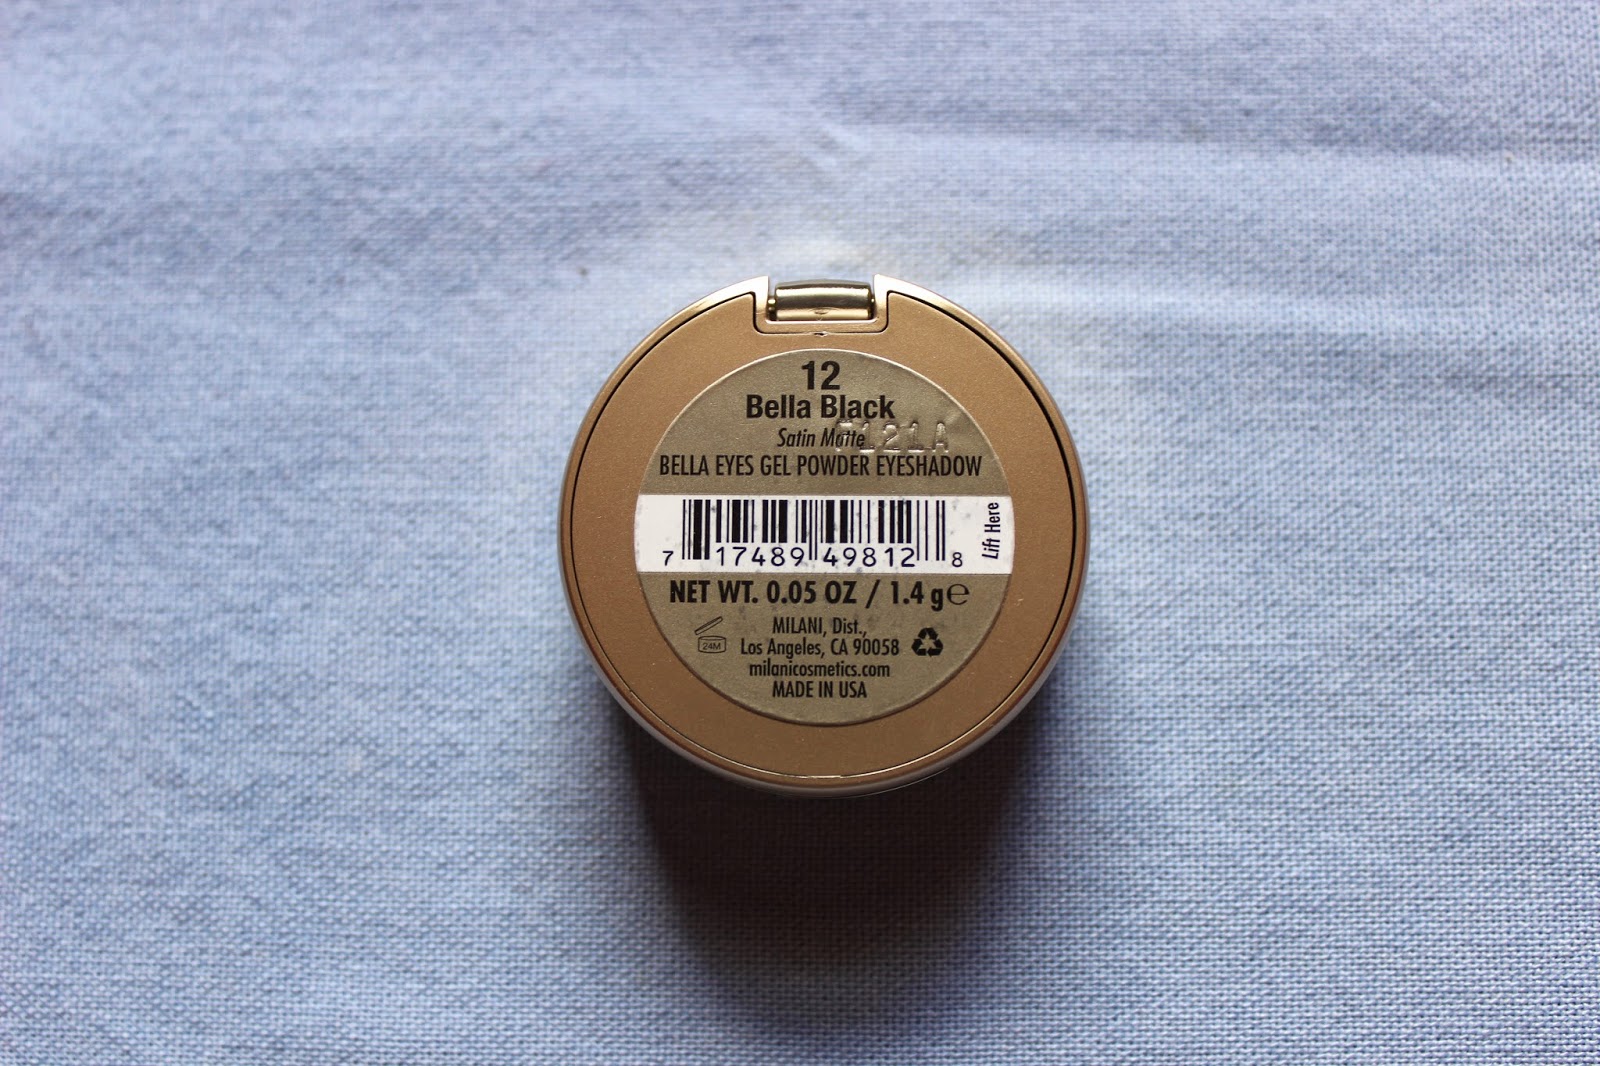 12
Bella Black
Satin Matte
BELLA EYES GEL POWDER EYESHADOW
Lift Here
7 17489 49812 8
NET WT. 0.05 OZ / 1.4 g ℮
24M
MILANI, Dist.,
Los Angeles, CA 90058
milanicosmetics.com
MADE IN USA